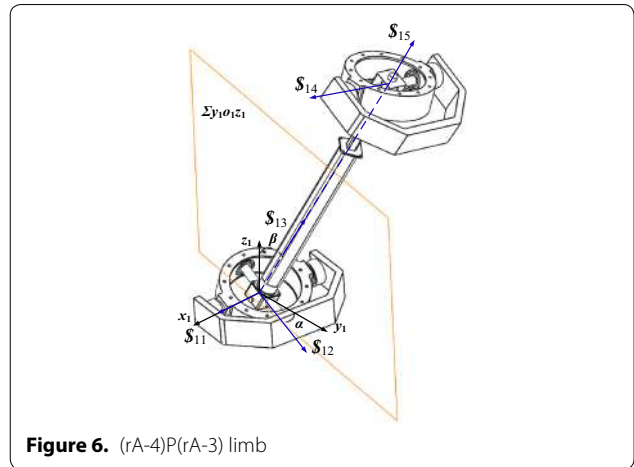 $15
$14
Σy₁o₁z₁
$13
z₁
β
x₁
$11
α
y₁
$12
Figure 6. (rA-4)P(rA-3) limb